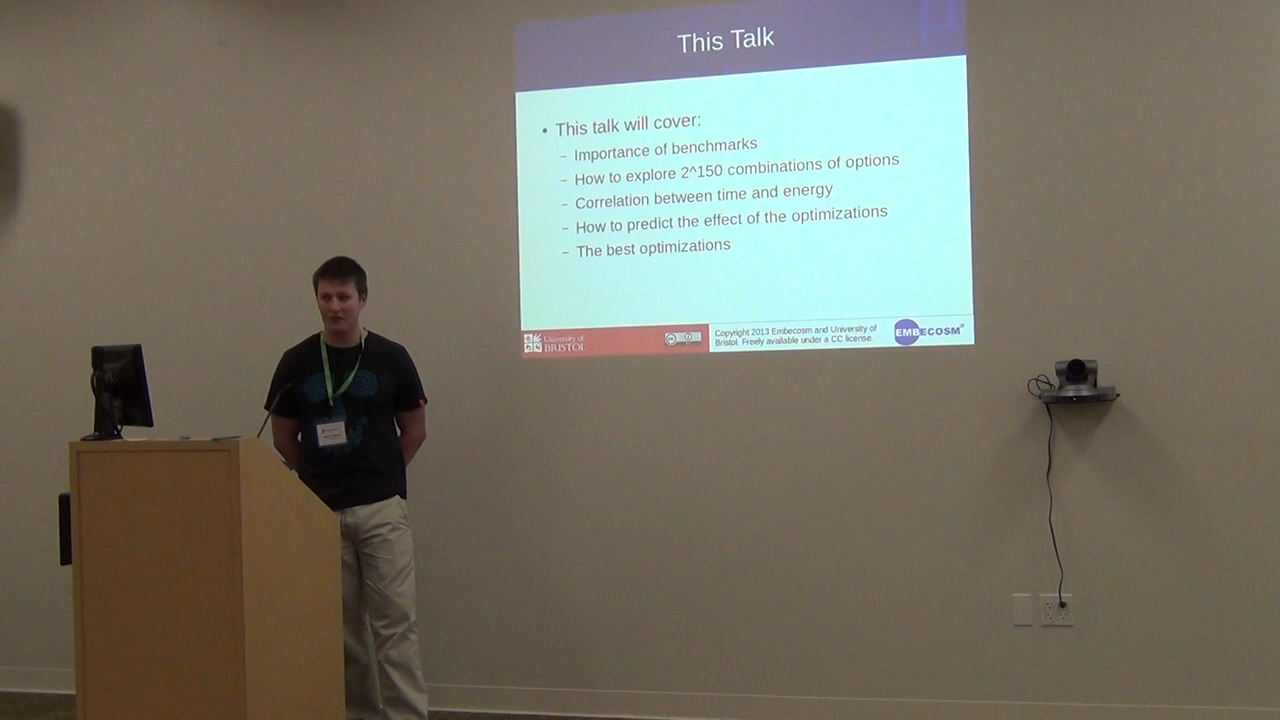 This Talk
• This talk will cover:
– Importance of benchmarks
– How to explore 2^150 combinations of options
– Correlation between time and energy
– How to predict the effect of the optimizations
– The best optimizations
University of
BRISTOL
Copyright 2013 Embecosm and University of
Bristol. Freely available under a CC license.
EMBECOSM®